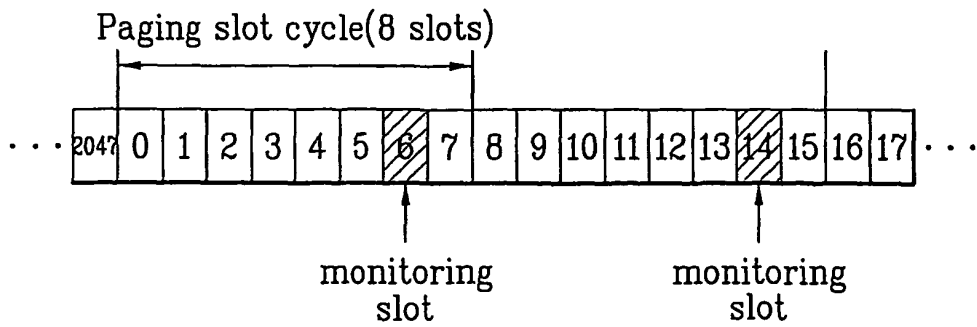 Paging slot cycle(8 slots)
··· 2047 0 1 2 3 4 5 6 7 8 9 10 11 12 13 14 15 16 17 ···
monitoring slot
monitoring slot